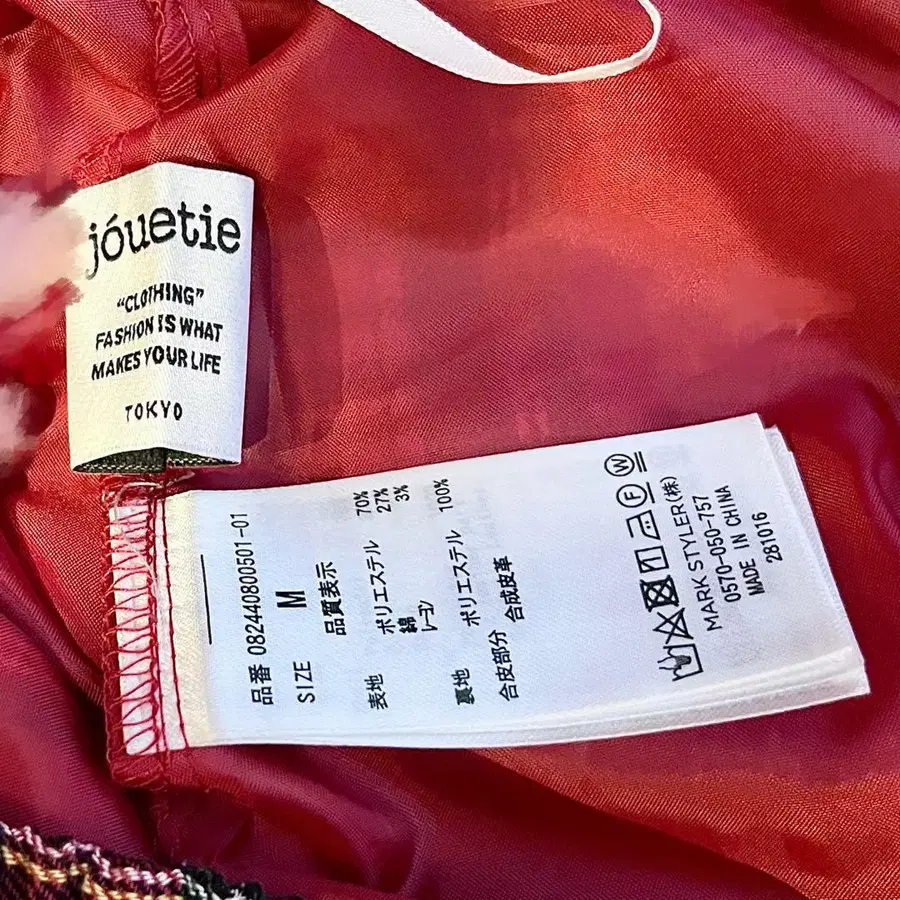 jóuetie
“CLOTHING”
FASHION IS WHAT
MAKES YOUR LIFE
TOKYO
品番 082440800501-01
SIZE M
品質表示
表地 ポリエステル 70%
綿 27%
レーヨン 3%
裏地 ポリエステル 100%
合皮部分 合成皮革
F W
MARK STYLER(株)
0570-050-757
MADE IN CHINA
281016